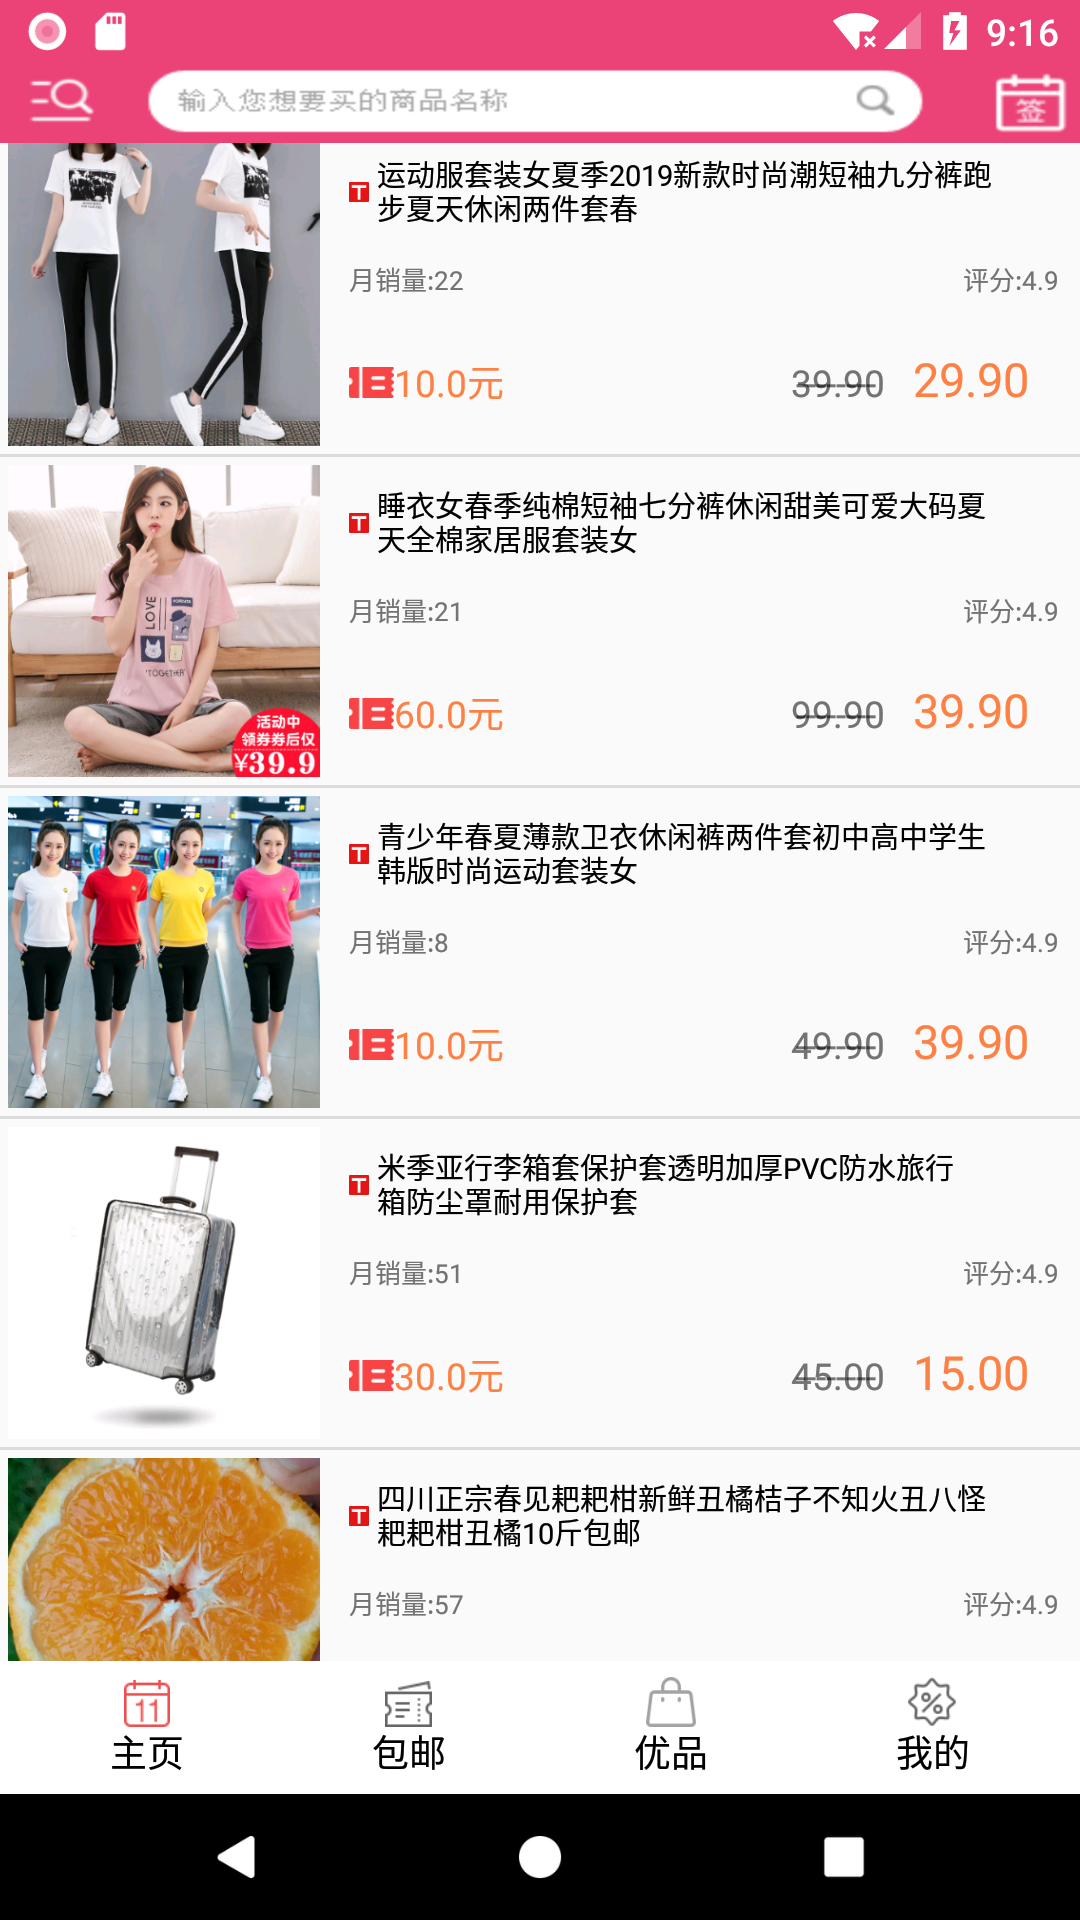 9:16
输入您想要买的商品名称
签
运动服套装女夏季2019新款时尚潮短袖九分裤跑
步夏天休闲两件套春
月销量:22
评分:4.9
10.0元
39.90
29.90
睡衣女春季纯棉短袖七分裤休闲甜美可爱大码夏
天全棉家居服套装女
LOVE
"TOGETHER"
活动中
领券券后仅
¥39.9
月销量:21
评分:4.9
60.0元
99.90
39.90
青少年春夏薄款卫衣休闲裤两件套初中高中学生
韩版时尚运动套装女
月销量:8
评分:4.9
10.0元
49.90
39.90
米季亚行李箱套保护套透明加厚PVC防水旅行
箱防尘罩耐用保护套
月销量:51
评分:4.9
30.0元
45.00
15.00
四川正宗春见耙耙柑新鲜丑橘桔子不知火丑八怪
耙耙柑丑橘10斤包邮
月销量:57
评分:4.9
11
主页
包邮
优品
我的